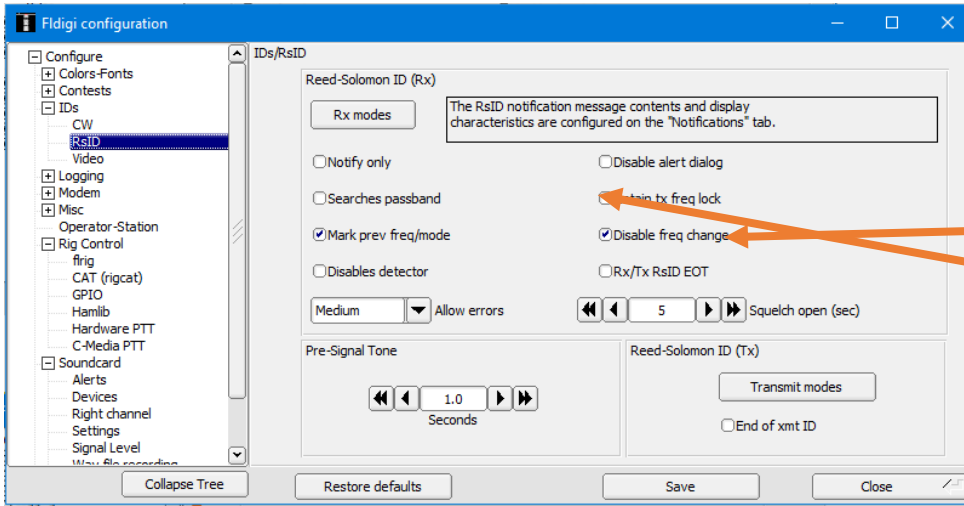 Fldigi configuration
Configure
Colors-Fonts
Contests
IDs
CW
RsID
Video
Logging
Modem
Misc
Operator-Station
Rig Control
flrig
CAT (rigcat)
GPIO
Hamlib
Hardware PTT
C-Media PTT
Soundcard
Alerts
Devices
Right channel
Settings
Signal Level
Wav file recording
Collapse Tree
IDs/RsID
Reed-Solomon ID (Rx)
Rx modes
The RsID notification message contents and display
characteristics are configured on the "Notifications" tab.
Notify only
Disable alert dialog
Searches passband
tx freq lock
Mark prev freq/mode
Disable freq change
Disables detector
Rx/Tx RsID EOT
Medium Allow errors
5 Squelch open (sec)
Pre-Signal Tone
1.0
Seconds
Reed-Solomon ID (Tx)
Transmit modes
End of xmt ID
Restore defaults
Save
Close